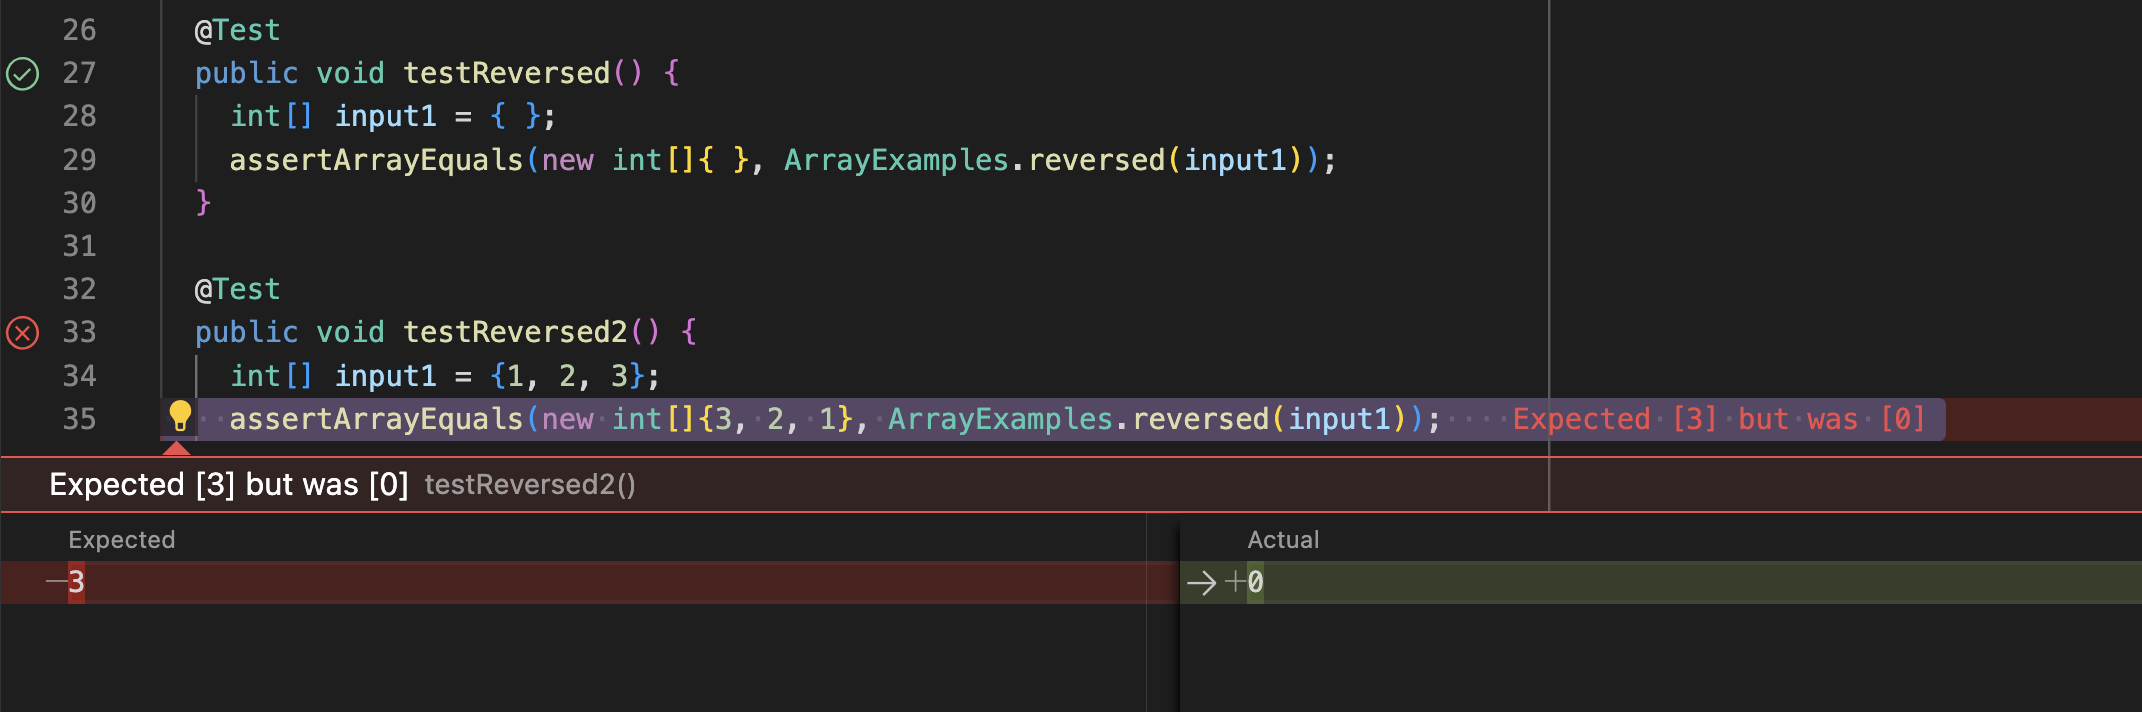 26 @Test
27 public void testReversed() {
28 int[] input1 = { };
29 assertArrayEquals(new int[]{ }, ArrayExamples.reversed(input1));
30 }
31
32 @Test
33 public void testReversed2() {
34 int[] input1 = {1, 2, 3};
35 assertArrayEquals(new int[]{3, 2, 1}, ArrayExamples.reversed(input1)); Expected [3] but was [0]
Expected [3] but was [0] testReversed2()
Expected Actual
—3 → +0